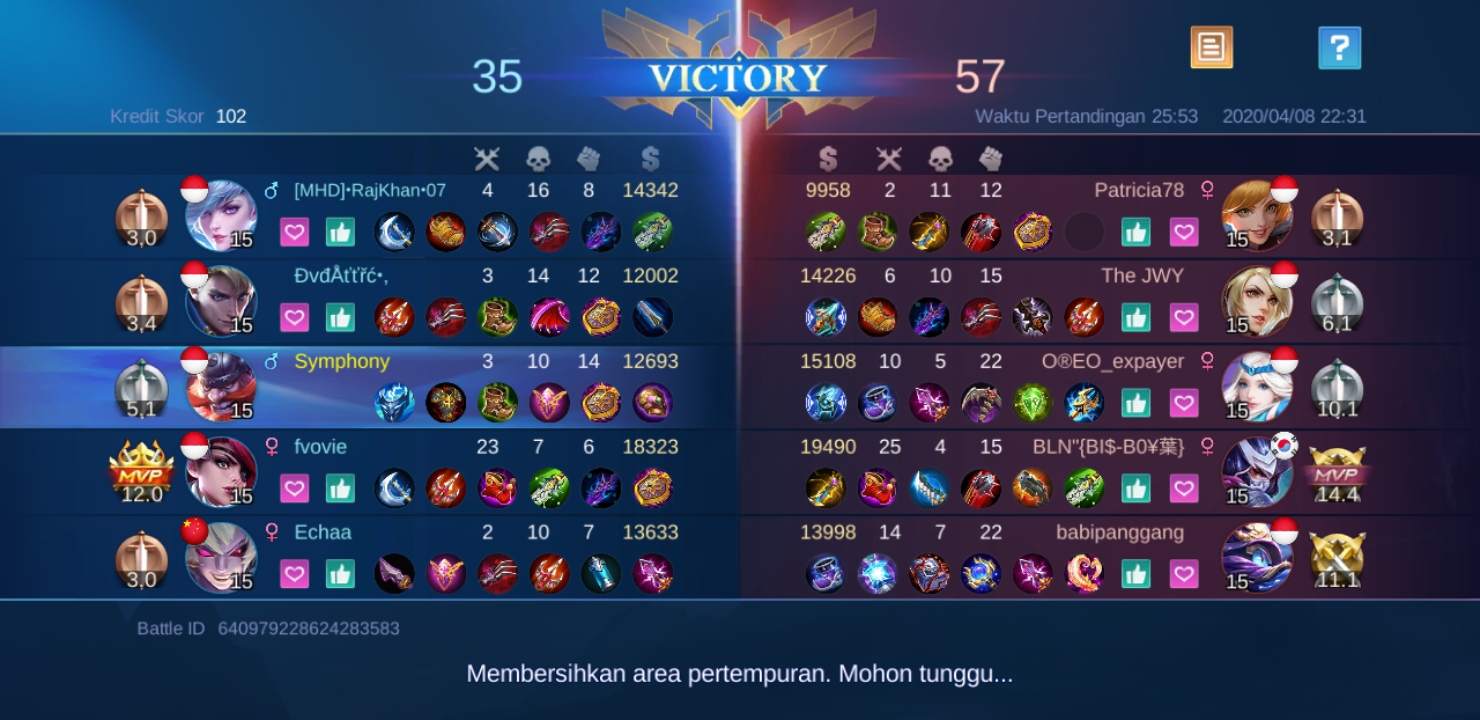 35 VICTORY 57
?
Kredit Skor 102
Waktu Pertandingan 25:53 2020/04/08 22:31
$ $
[MHD]•RajKhan•07 4 16 8 14342
3,0 15
9958 2 11 12 Patricia78
15 3,1
ĐvđÅťťřć•, 3 14 12 12002
3,4 15
14226 6 10 15 The JWY
15 6,1
Symphony 3 10 14 12693
5,1 15
15108 10 5 22 O®EO_expayer
15 10.1
fvovie 23 7 6 18323
MVP
12.0 15
19490 25 4 15 BLN"{BI$-B0¥葉}
MVP
15 14.4
Echaa 2 10 7 13633
3,0 15
13998 14 7 22 babipanggang
15 11.1
Battle ID 640979228624283583
Membersihkan area pertempuran. Mohon tunggu...